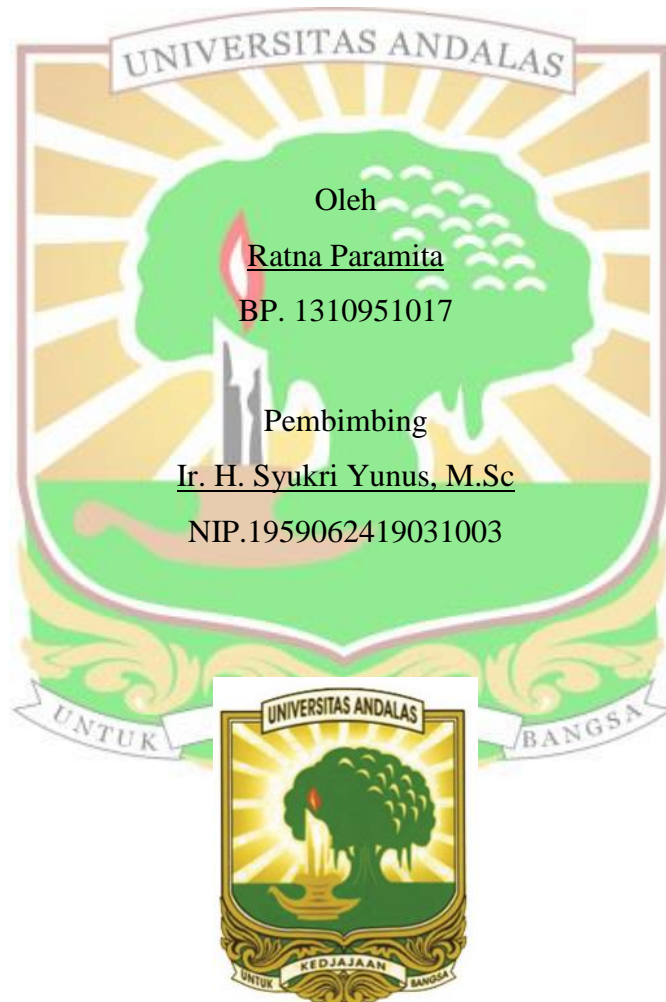 UNIVERSITAS ANDALAS
Oleh
Ratna Paramita
BP. 1310951017
Pembimbing
Ir. H. Syukri Yunus, M.Sc
NIP.1959062419031003
UNTUK BANGSA
UNIVERSITAS ANDALAS
UNTUK KEDJAJAAN BANGSA